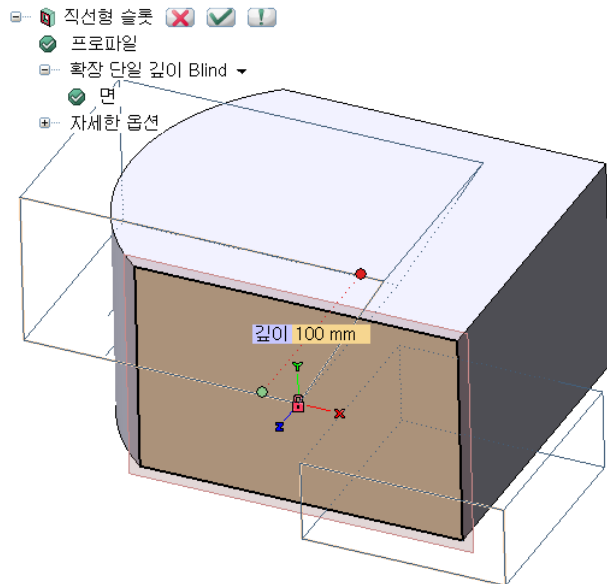 직선형 슬롯
프로파일
확장 단일 깊이 Blind
면
자세한 옵션
깊이 100 mm
Y
X
Z